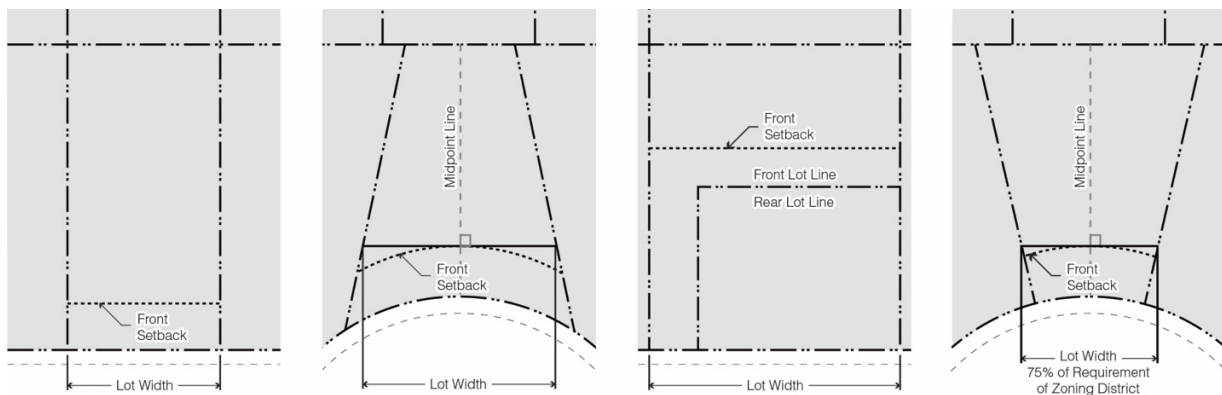 Front
Setback
Lot Width
Midpoint Line
Front
Setback
Lot Width
Front
Setback
Front Lot Line
Rear Lot Line
Lot Width
Midpoint Line
Front
Setback
Lot Width
75% of Requirement
of Zoning District